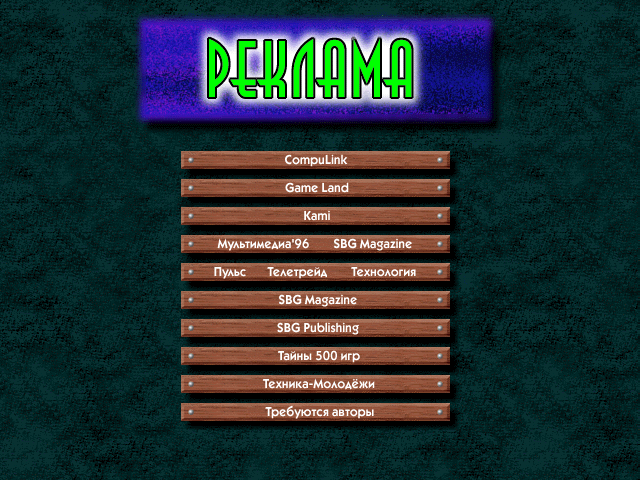 РЕКЛАМА
CompuLink
Game Land
Kami
Мультимедиа'96 SBG Magazine
Пульс Телетрейд Технология
SBG Magazine
SBG Publishing
Тайны 500 игр
Техника-Молодёжи
Требуются авторы